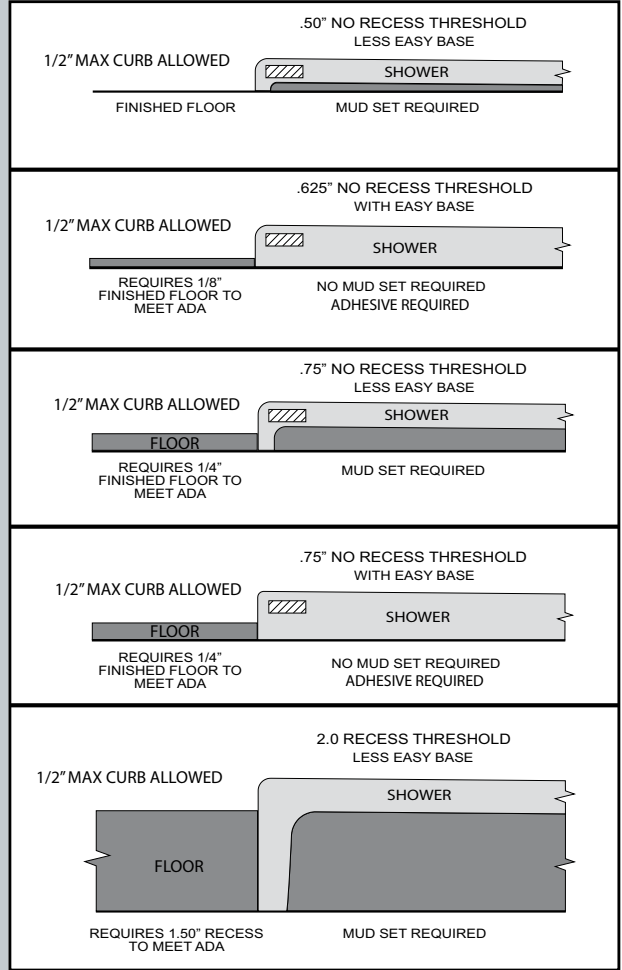 .50” NO RECESS THRESHOLD
LESS EASY BASE
1/2” MAX CURB ALLOWED
SHOWER
FINISHED FLOOR
MUD SET REQUIRED
.625” NO RECESS THRESHOLD
WITH EASY BASE
1/2” MAX CURB ALLOWED
SHOWER
REQUIRES 1/8”
FINISHED FLOOR TO
MEET ADA
NO MUD SET REQUIRED
ADHESIVE REQUIRED
.75” NO RECESS THRESHOLD
LESS EASY BASE
1/2” MAX CURB ALLOWED
SHOWER
FLOOR
REQUIRES 1/4”
FINISHED FLOOR TO
MEET ADA
MUD SET REQUIRED
.75” NO RECESS THRESHOLD
WITH EASY BASE
1/2” MAX CURB ALLOWED
SHOWER
FLOOR
REQUIRES 1/4”
FINISHED FLOOR TO
MEET ADA
NO MUD SET REQUIRED
ADHESIVE REQUIRED
2.0 RECESS THRESHOLD
LESS EASY BASE
1/2” MAX CURB ALLOWED
SHOWER
FLOOR
REQUIRES 1.50” RECESS
TO MEET ADA
MUD SET REQUIRED